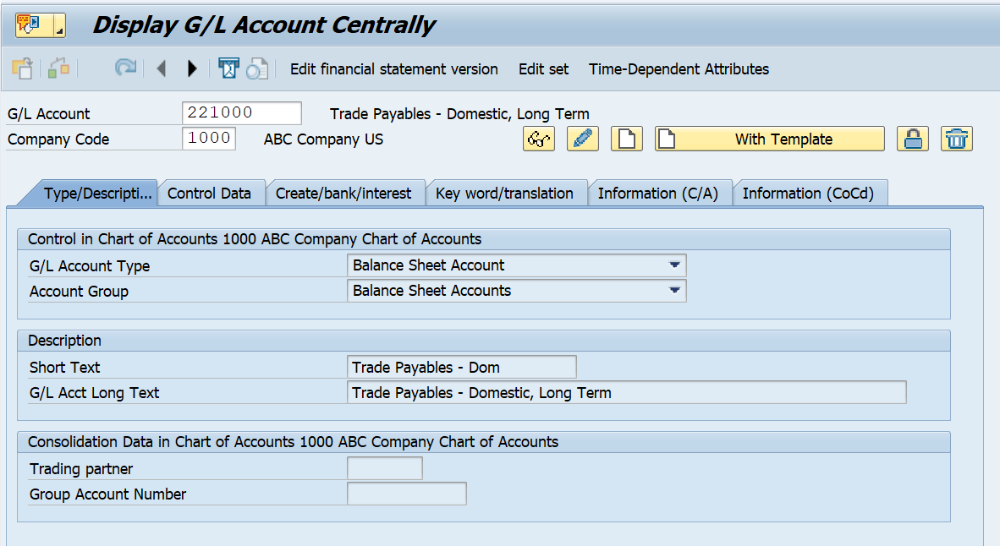 Display G/L Account Centrally
Edit financial statement version Edit set Time-Dependent Attributes
G/L Account 221000 Trade Payables - Domestic, Long Term
Company Code 1000 ABC Company US With Template
Type/Descripti... Control Data Create/bank/interest Key word/translation Information (C/A) Information (CoCd)
Control in Chart of Accounts 1000 ABC Company Chart of Accounts
G/L Account Type Balance Sheet Account
Account Group Balance Sheet Accounts
Description
Short Text Trade Payables - Dom
G/L Acct Long Text Trade Payables - Domestic, Long Term
Consolidation Data in Chart of Accounts 1000 ABC Company Chart of Accounts
Trading partner
Group Account Number